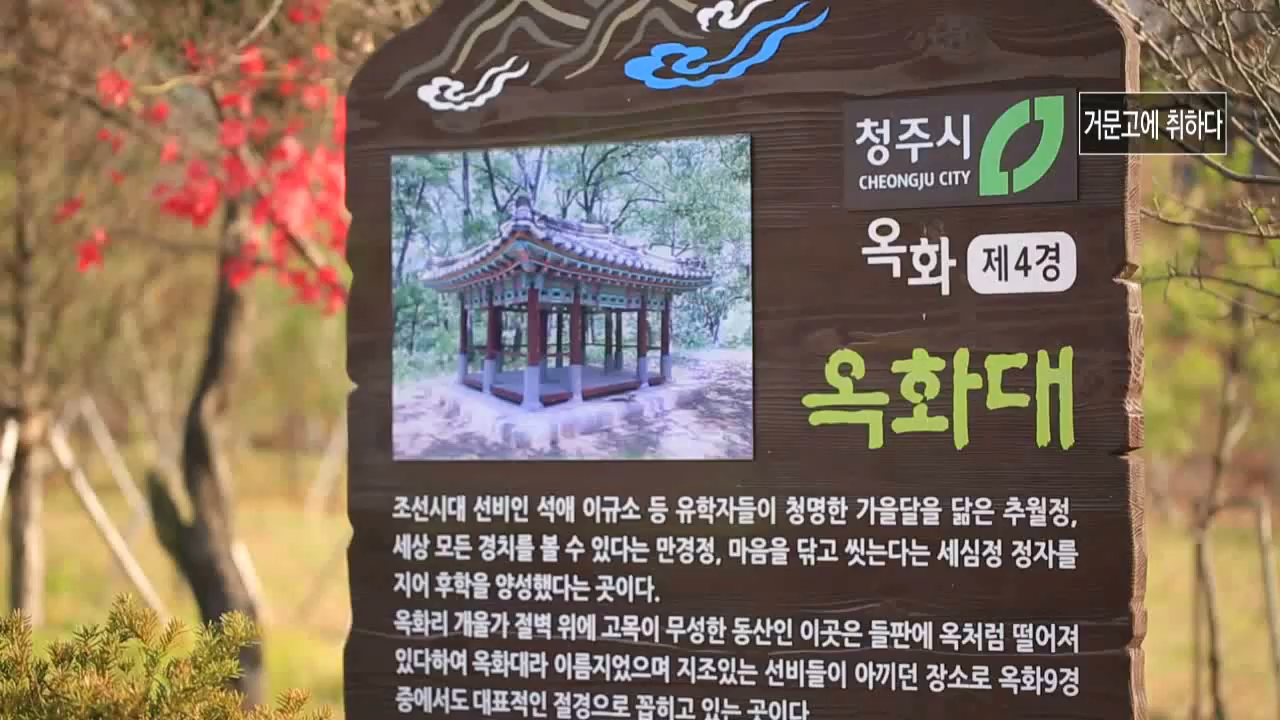 청주시
CHEONGJU CITY
거문고에 취하다
옥화 제4경
옥화대
조선시대 선비인 석애 이규소 등 유학자들이 청명한 가을달을 닮은 추월정,
세상 모든 경치를 볼 수 있다는 만경정, 마음을 닦고 씻는다는 세심정 정자를
지어 후학을 양성했다는 곳이다.
옥화리 개울가 절벽 위에 고목이 무성한 동산인 이곳은 들판에 옥처럼 떨어져
있다하여 옥화대라 이름지었으며 지조있는 선비들이 아끼던 장소로 옥화9경
중에서도 대표적인 절경으로 꼽히고 있는 곳이다